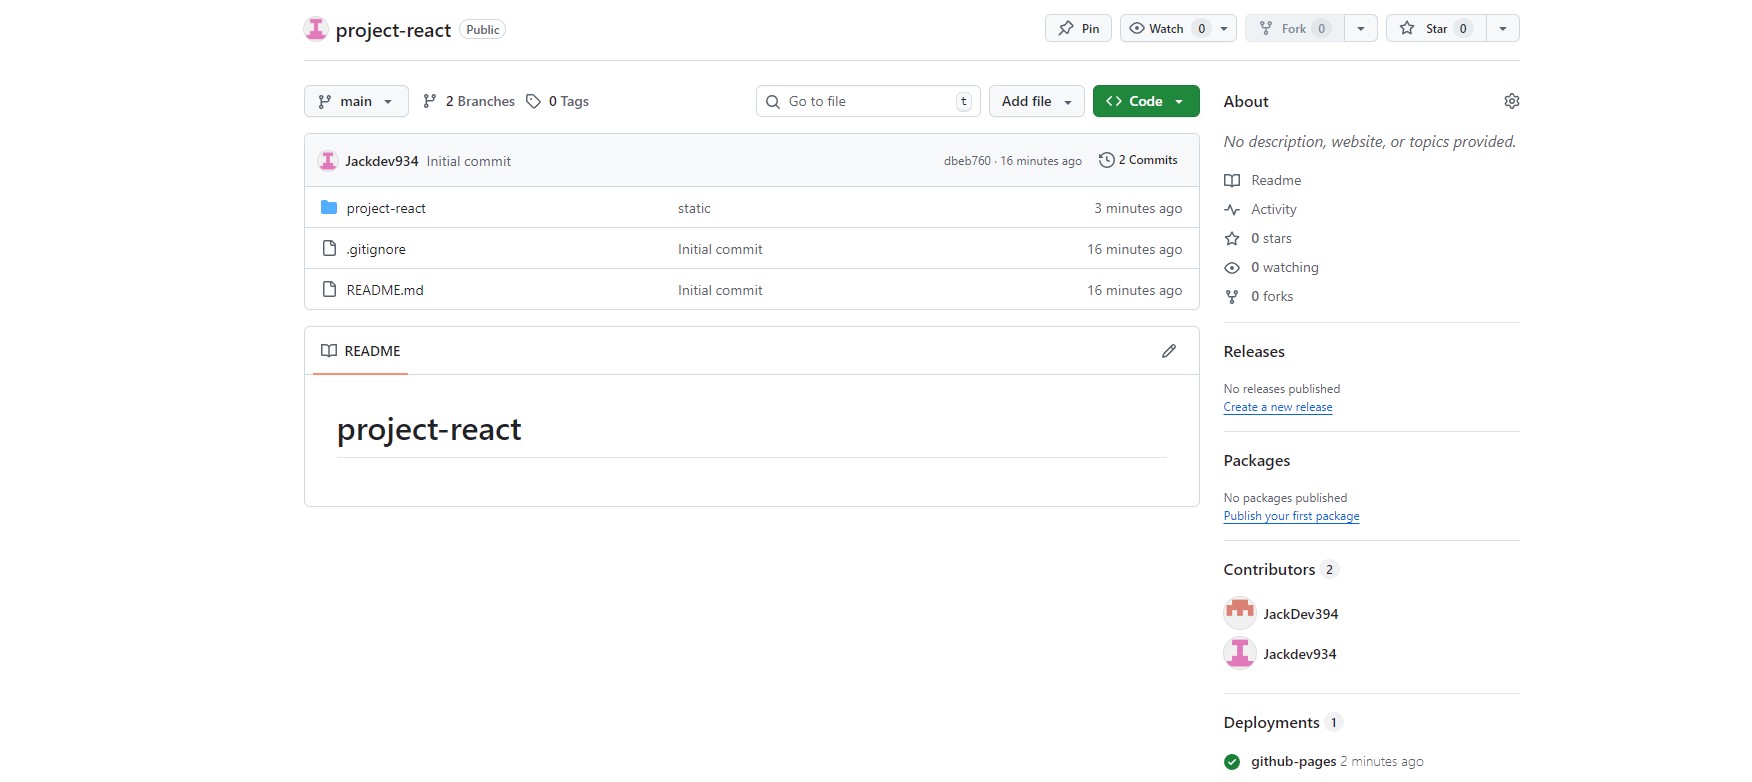 project-react Public Pin Watch 0 Fork 0 Star 0
main 2 Branches 0 Tags Go to file t Add file Code
Jackdev934 Initial commit dbeb760 · 16 minutes ago 2 Commits
project-react static 3 minutes ago
.gitignore Initial commit 16 minutes ago
README.md Initial commit 16 minutes ago
README
project-react
About
No description, website, or topics provided.
Readme
Activity
0 stars
0 watching
0 forks
Releases
No releases published
Create a new release
Packages
No packages published
Publish your first package
Contributors 2
JackDev394
Jackdev934
Deployments 1
github-pages 2 minutes ago